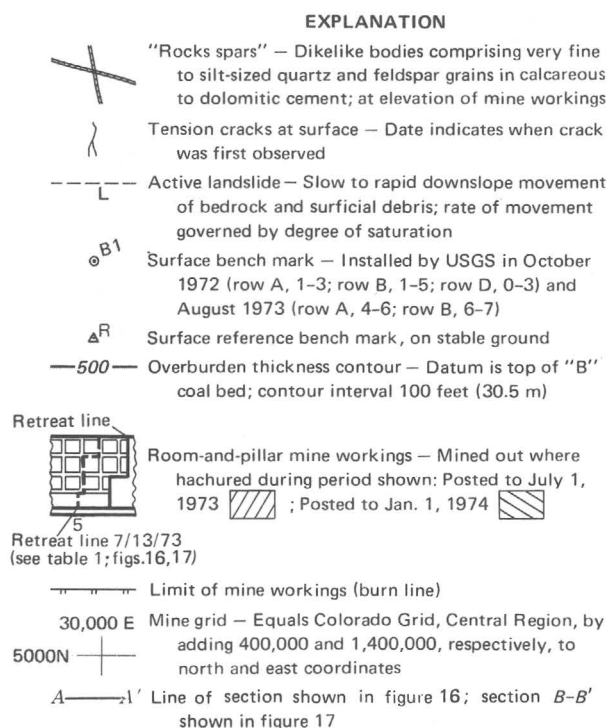 EXPLANATION
"Rocks spars" — Dikelike bodies comprising very fine
to silt-sized quartz and feldspar grains in calcareous
to dolomitic cement; at elevation of mine workings
Tension cracks at surface — Date indicates when crack
was first observed
L
Active landslide — Slow to rapid downslope movement
of bedrock and surficial debris; rate of movement
governed by degree of saturation
B1
Surface bench mark — Installed by USGS in October
1972 (row A, 1-3; row B, 1-5; row D, 0-3) and
August 1973 (row A, 4-6; row B, 6-7)
R
Surface reference bench mark, on stable ground
500
Overburden thickness contour — Datum is top of "B"
coal bed; contour interval 100 feet (30.5 m)
Retreat line
Room-and-pillar mine workings — Mined out where
hachured during period shown: Posted to July 1,
1973 ; Posted to Jan. 1, 1974
5
Retreat line 7/13/73
(see table 1; figs.16,17)
Limit of mine workings (burn line)
30,000 E
5000N
Mine grid — Equals Colorado Grid, Central Region, by
adding 400,000 and 1,400,000, respectively, to
north and east coordinates
A A'
Line of section shown in figure 16; section B-B'
shown in figure 17